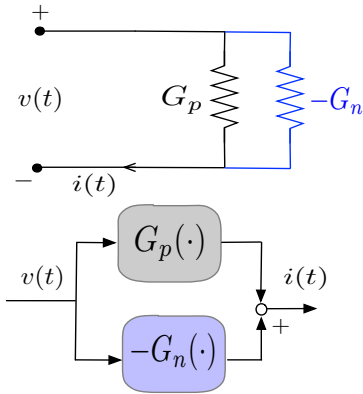 +
v(t) G_p −G_n
−
i(t)
G_p(·)
v(t) i(t)
+
−G_n(·)